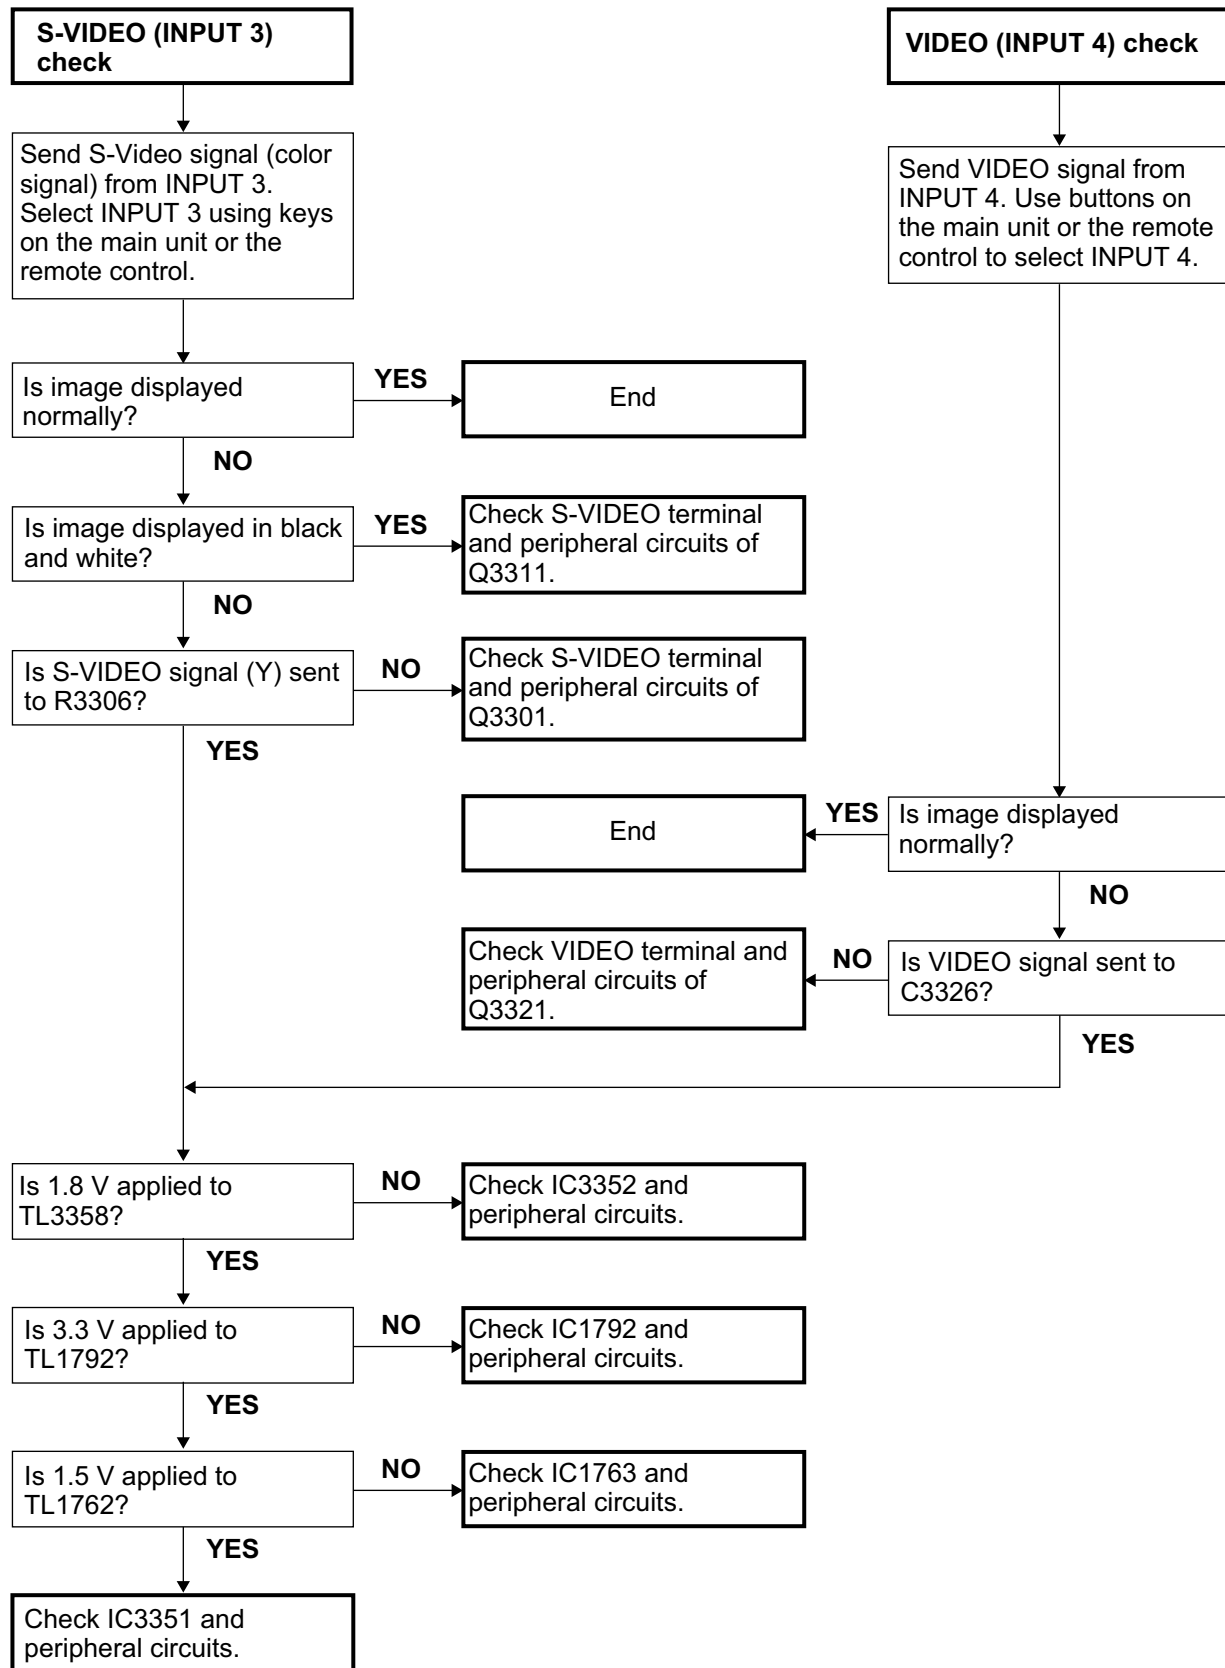 S-VIDEO (INPUT 3)
check
VIDEO (INPUT 4) check
Send S-Video signal (color
signal) from INPUT 3.
Select INPUT 3 using keys
on the main unit or the
remote control.
Send VIDEO signal from
INPUT 4. Use buttons on
the main unit or the remote
control to select INPUT 4.
Is image displayed
normally?
YES
End
NO
Is image displayed in black
and white?
YES
Check S-VIDEO terminal
and peripheral circuits of
Q3311.
NO
Is S-VIDEO signal (Y) sent
to R3306?
NO
Check S-VIDEO terminal
and peripheral circuits of
Q3301.
YES
End
YES
Is image displayed
normally?
NO
Check VIDEO terminal and
peripheral circuits of
Q3321.
NO
Is VIDEO signal sent to
C3326?
YES
Is 1.8 V applied to
TL3358?
NO
Check IC3352 and
peripheral circuits.
YES
Is 3.3 V applied to
TL1792?
NO
Check IC1792 and
peripheral circuits.
YES
Is 1.5 V applied to
TL1762?
NO
Check IC1763 and
peripheral circuits.
YES
Check IC3351 and
peripheral circuits.